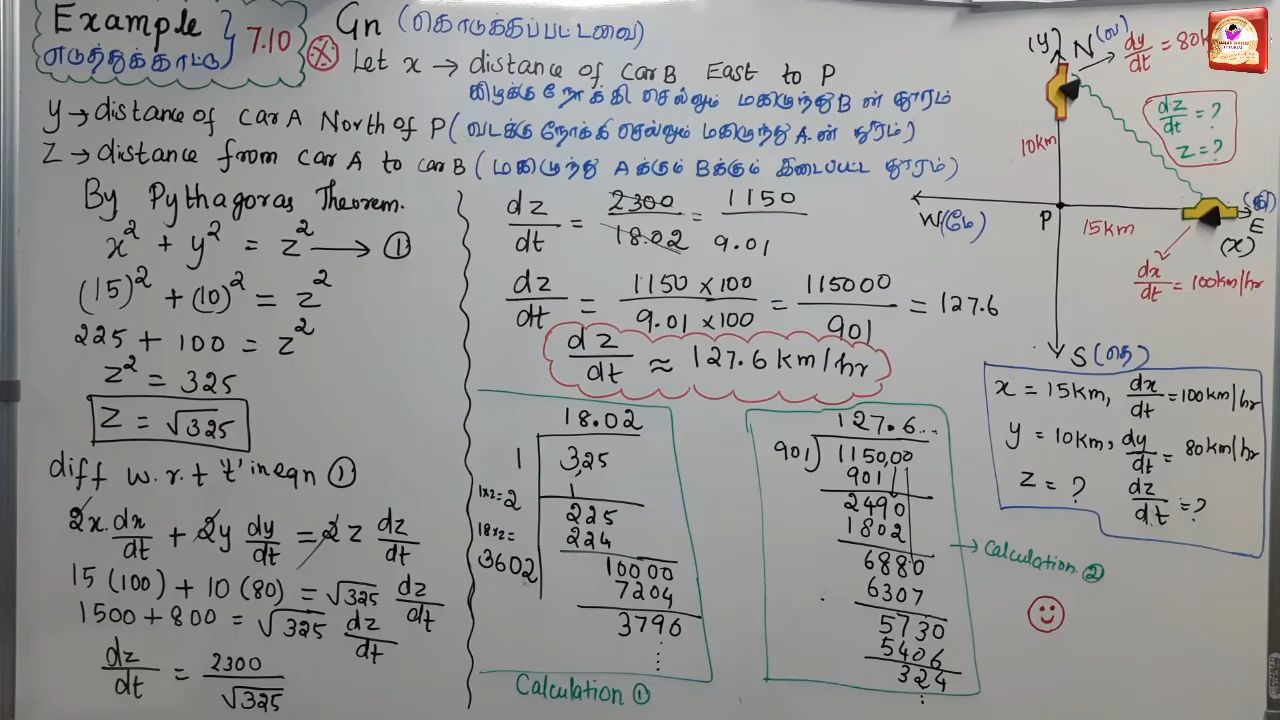 Example 7.10
எடுத்துக்காட்டு
Gn (கொடுக்கப்பட்டவை)
Let x → distance of car B East to P
கிழக்கு நோக்கி செல்லும் மகிழுந்து B ன் தூரம்
y → distance of car A North of P (வடக்கு நோக்கி செல்லும் மகிழுந்து A ன் தூரம்)
Z → distance from car A to car B (மகிழுந்து A க்கும் B க்கும் இடைப்பட்ட தூரம்)
By Pythagoras Theorem.
x² + y² = z² → ①
(15)² + (10)² = z²
225 + 100 = z²
z² = 325
z = √325
diff w.r.t 't' in eqn ①
2x. dx/dt + 2y dy/dt = 2z dz/dt
15 (100) + 10 (80) = √325 dz/dt
1500 + 800 = √325 dz/dt
dz/dt = 2300/√325
dz/dt = 2300/18.02 = 1150/9.01
dz/dt = 1150 x 100/9.01 x 100 = 115000/901 = 127.6
dz/dt ≈ 127.6 km/hr
18.02
1 3,25
1
1x2= 2 225
18x2= 224
3602 10000
7204
3796
⋮
Calculation ①
127.6...
901) 1150,00
901
2490
1802
6880
6307
5730
5406
324
⋮
→ Calculation ②
(y) N (வ)
dy/dt = 80k
dz/dt = ?
z = ?
10km
W (மே) P 15km E (கி)
(x)
dx/dt = 100km/hr
S (தெ)
x = 15km, dx/dt = 100km/hr
y = 10km, dy/dt = 80km/hr
z = ? dz/dt = ?